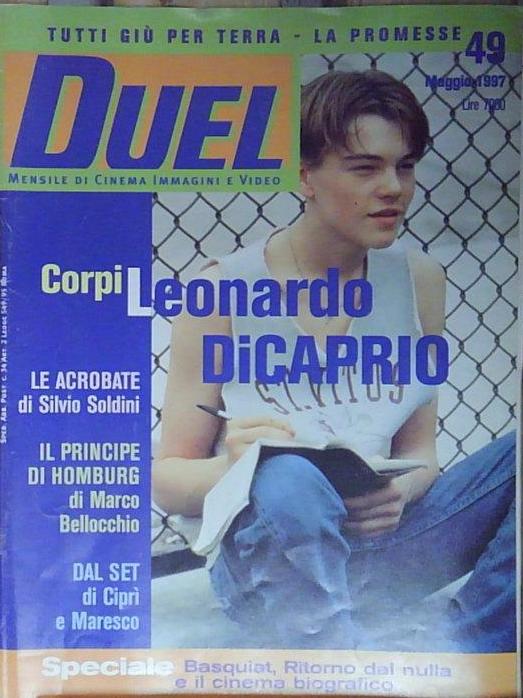 TUTTI GIÙ PER TERRA - LA PROMESSE
49
Maggio 1997
Lire 7000
DUEL
MENSILE DI CINEMA IMMAGINI E VIDEO
Corpi Leonardo
DiCAPRIO
ST. VITUS
LE ACROBATE
di Silvio Soldini
IL PRINCIPE
DI HOMBURG
di Marco
Bellocchio
DAL SET
di Ciprì
e Maresco
Speciale Basquiat, Ritorno dal nulla
e il cinema biografico